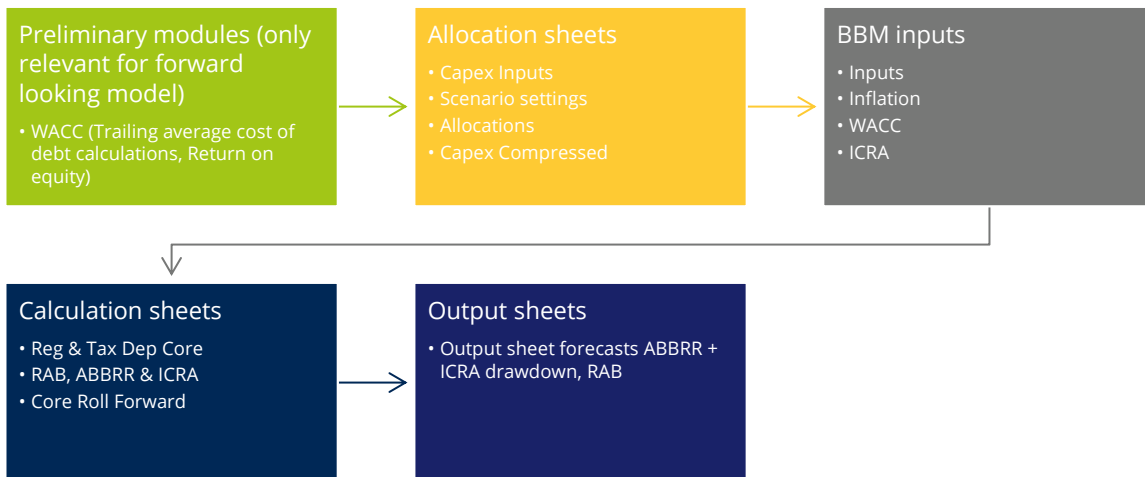 Preliminary modules (only
relevant for forward
looking model)
• WACC (Trailing average cost of
debt calculations, Return on
equity)
Allocation sheets
• Capex Inputs
• Scenario settings
• Allocations
• Capex Compressed
BBM inputs
• Inputs
• Inflation
• WACC
• ICRA
Calculation sheets
• Reg & Tax Dep Core
• RAB, ABBRR & ICRA
• Core Roll Forward
Output sheets
• Output sheet forecasts ABBRR +
ICRA drawdown, RAB